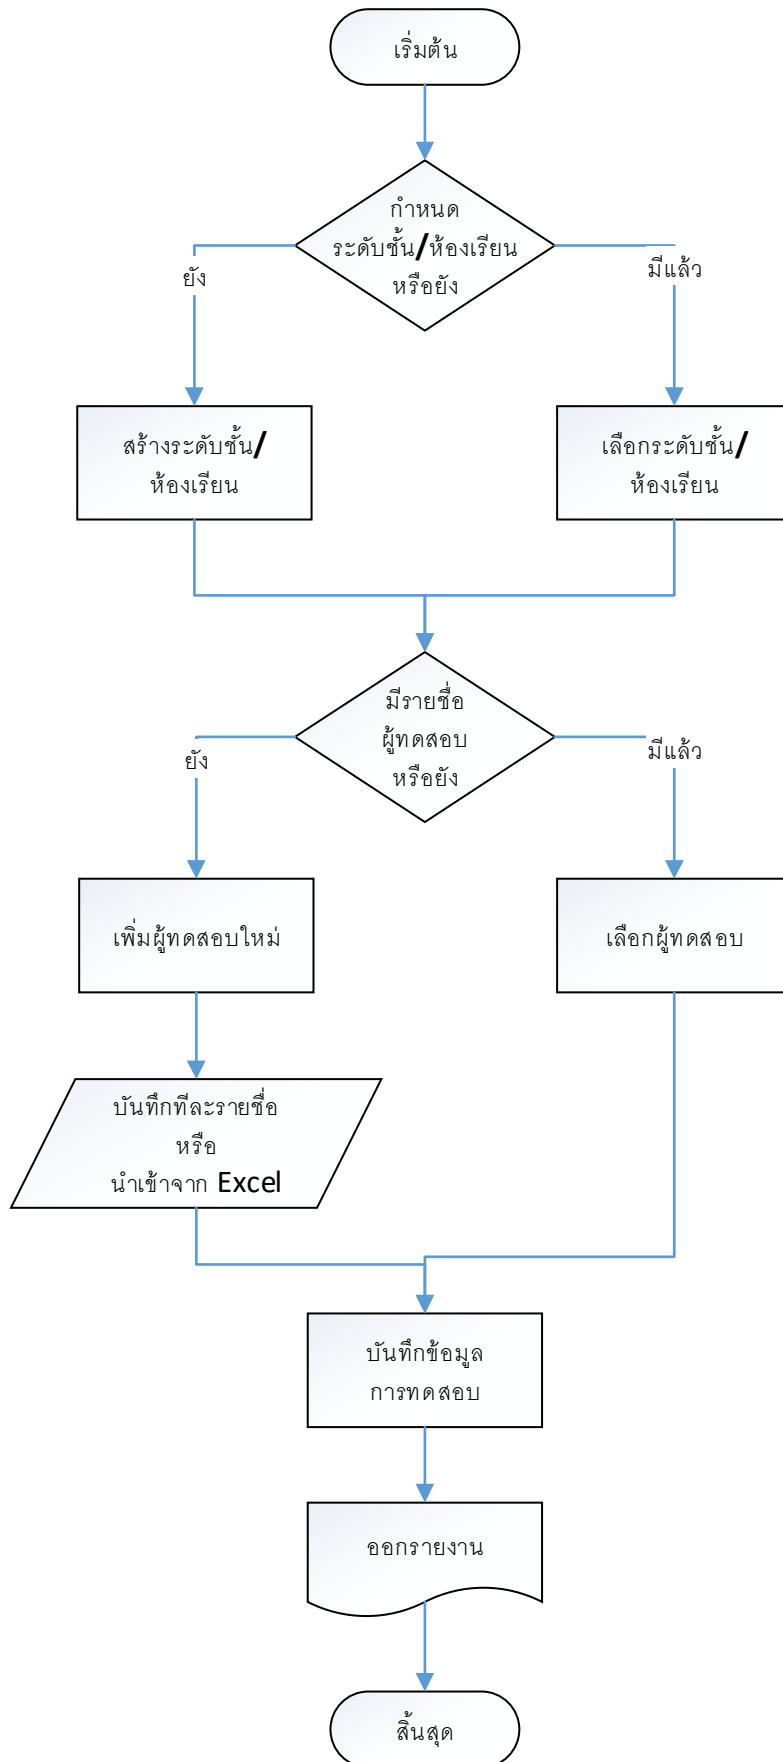 เริ่มต้น
กำหนด
ระดับชั้น/ห้องเรียน
หรือยัง
ยัง
มีแล้ว
สร้างระดับชั้น/
ห้องเรียน
เลือกระดับชั้น/
ห้องเรียน
มีรายชื่อ
ผู้ทดสอบ
หรือยัง
ยัง
มีแล้ว
เพิ่มผู้ทดสอบใหม่
เลือกผู้ทดสอบ
บันทึกทีละรายชื่อ
หรือ
นำเข้าจาก Excel
บันทึกข้อมูล
การทดสอบ
ออกรายงาน
สิ้นสุด